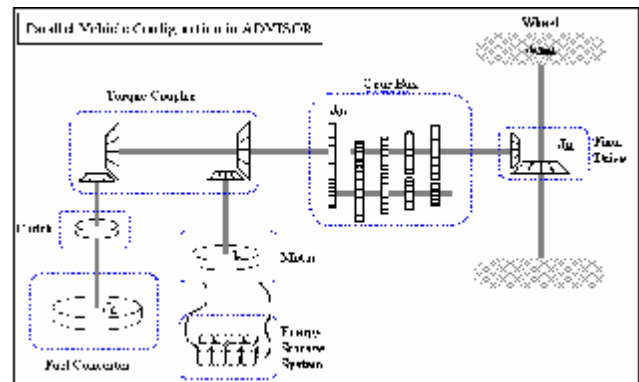 Parallel Vehicle Configuration in ADVISOR
Wheel
Torque Coupler
Gear Box
Final
Drive
Clutch
Motor
Fuel Converter
Energy
Storage
System